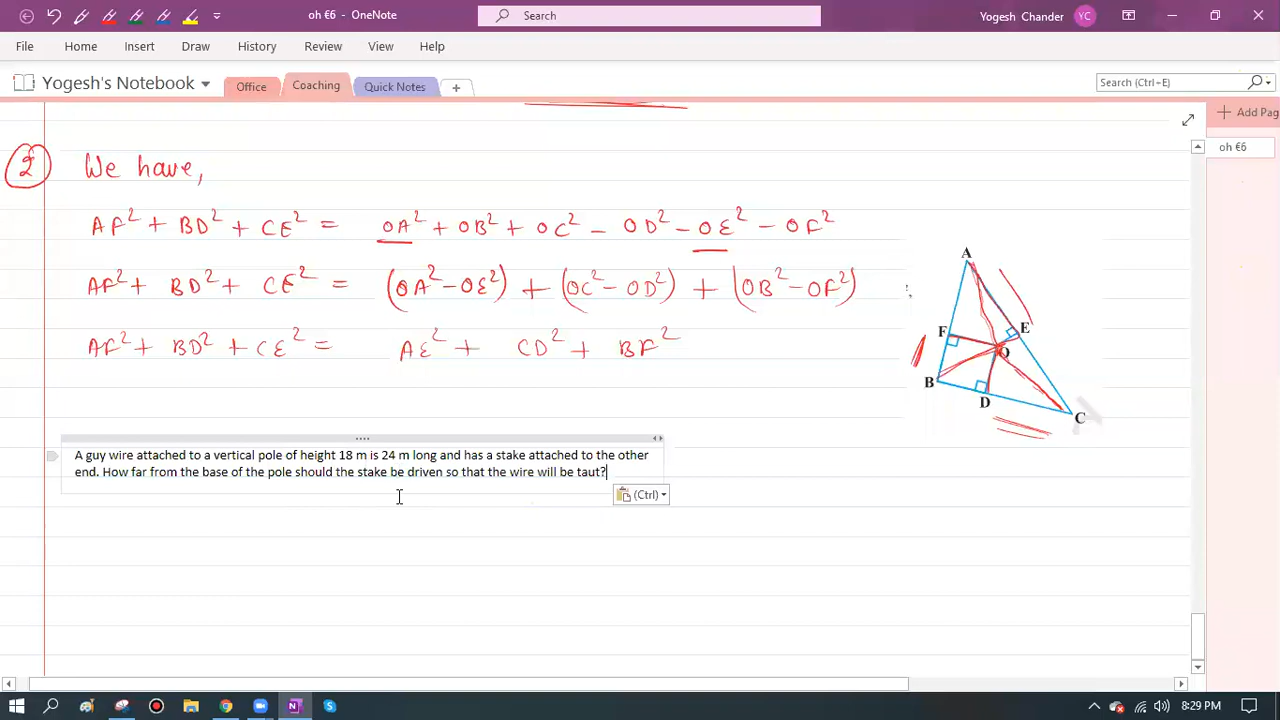 oh €6 - OneNote
Search
Yogesh Chander
YC
File Home Insert Draw History Review View Help
Yogesh's Notebook
Office
Coaching
Quick Notes
Search (Ctrl+E)
Add Pag
oh €6
2 We have,
AF² + BD² + CE² = OA² + OB² + OC² - OD² - OE² - OF²
AF² + BD² + CE² = (OA² - OE²) + (OC² - OD²) + (OB² - OF²)
AF² + BD² + CE² = AE² + CD² + BF²
A
F
E
O
B
D
C
A guy wire attached to a vertical pole of height 18 m is 24 m long and has a stake attached to the other
end. How far from the base of the pole should the stake be driven so that the wire will be taut?
(Ctrl)
8:29 PM